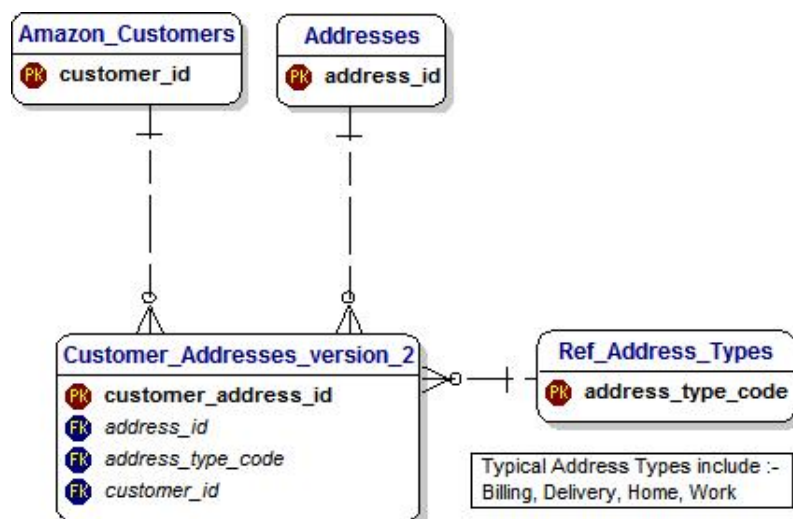 Amazon_Customers
PK customer_id
Addresses
PK address_id
Customer_Addresses_version_2
PK customer_address_id
FK address_id
FK address_type_code
FK customer_id
Ref_Address_Types
PK address_type_code
Typical Address Types include :-
Billing, Delivery, Home, Work